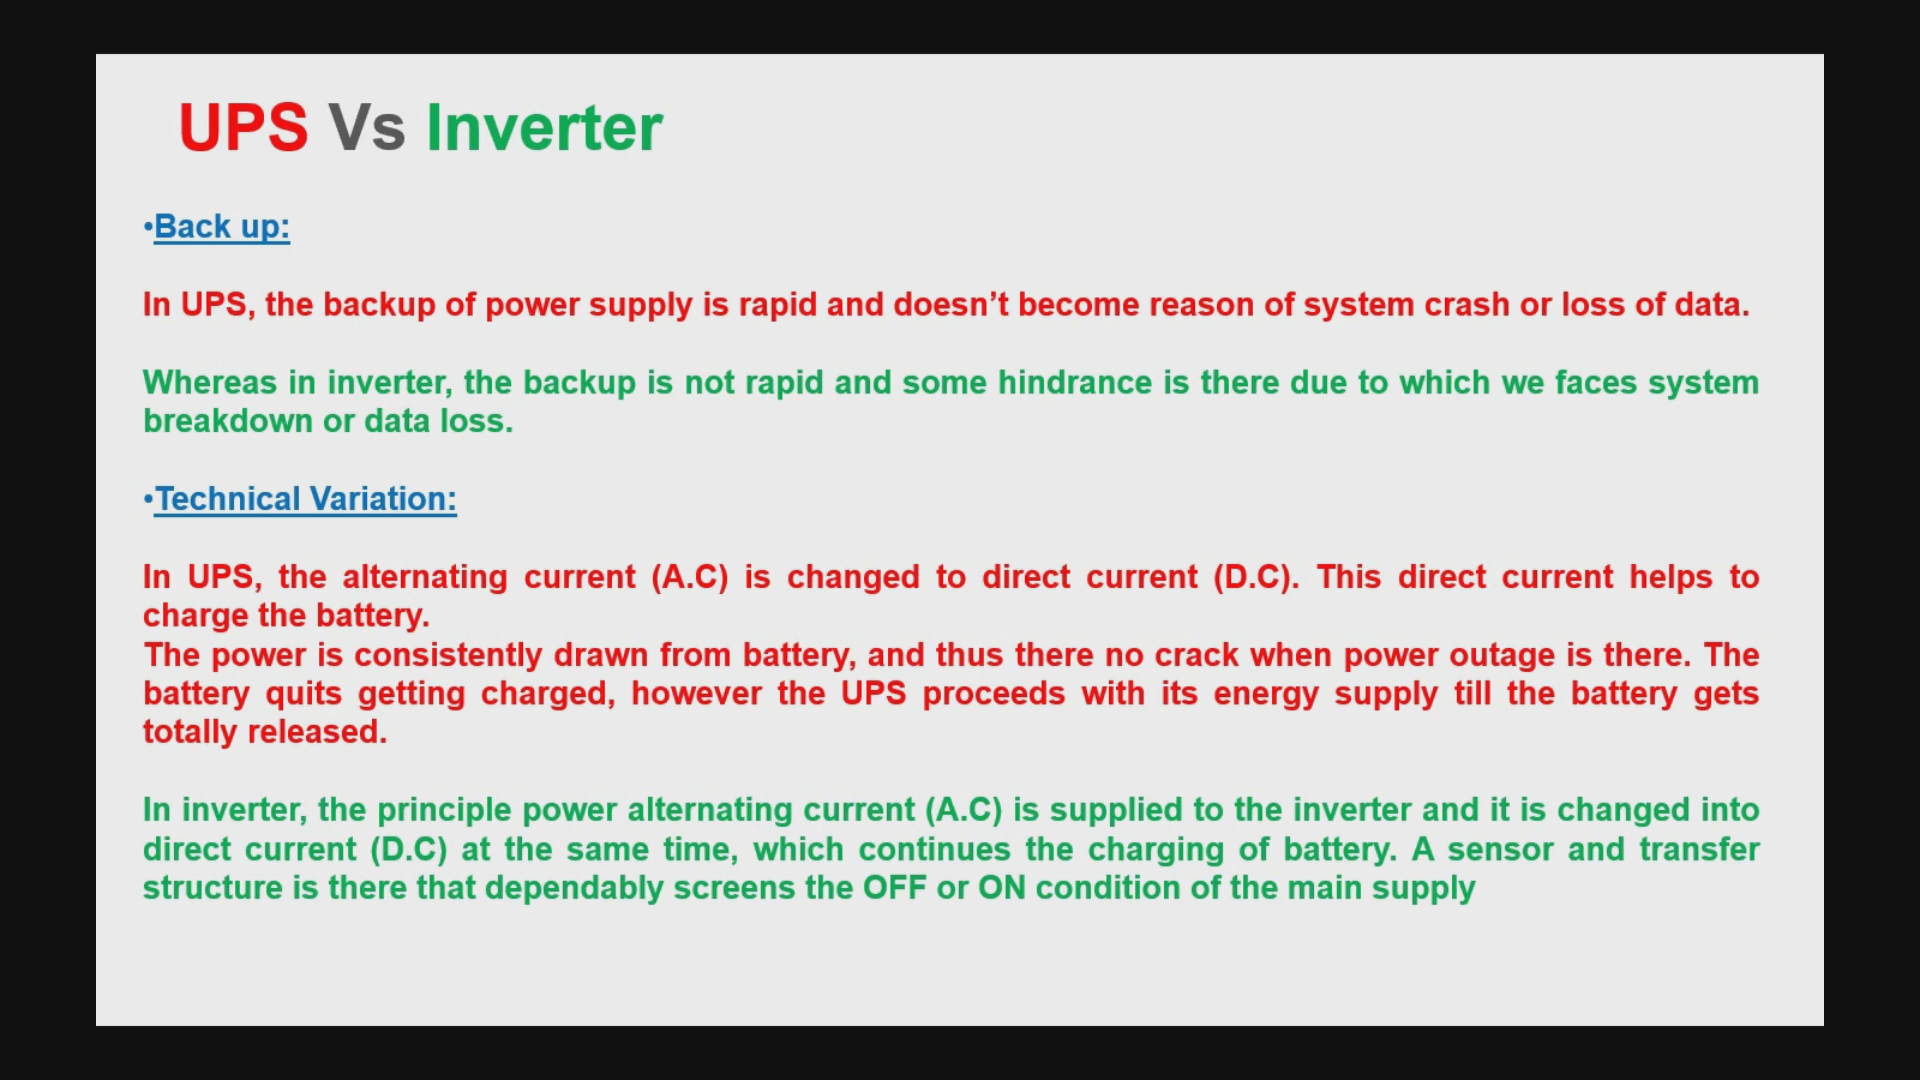 UPS Vs Inverter
•Back up:
In UPS, the backup of power supply is rapid and doesn’t become reason of system crash or loss of data.
Whereas in inverter, the backup is not rapid and some hindrance is there due to which we faces system
breakdown or data loss.
•Technical Variation:
In UPS, the alternating current (A.C) is changed to direct current (D.C). This direct current helps to
charge the battery.
The power is consistently drawn from battery, and thus there no crack when power outage is there. The
battery quits getting charged, however the UPS proceeds with its energy supply till the battery gets
totally released.
In inverter, the principle power alternating current (A.C) is supplied to the inverter and it is changed into
direct current (D.C) at the same time, which continues the charging of battery. A sensor and transfer
structure is there that dependably screens the OFF or ON condition of the main supply